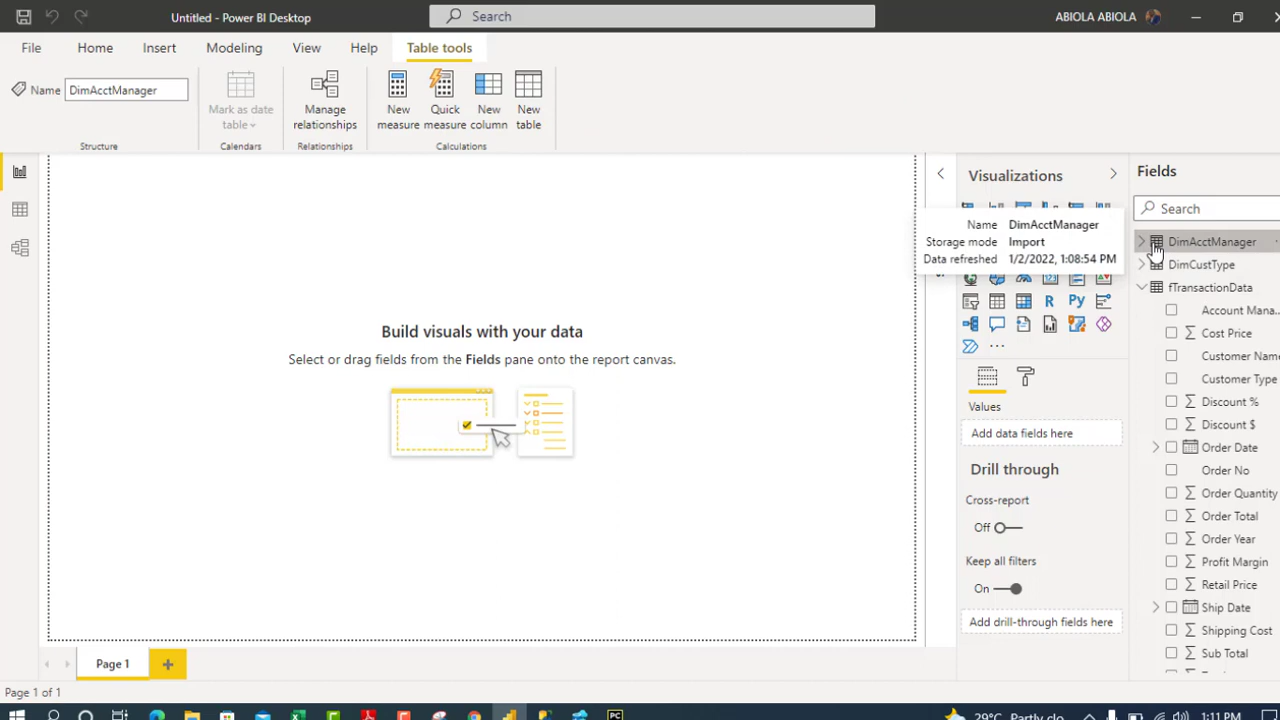 Untitled - Power BI Desktop
Search
ABIOLA ABIOLA
File Home Insert Modeling View Help Table tools
Name DimAcctManager
Mark as date table
Manage relationships
New measure
Quick measure
New column
New table
Structure
Calendars
Relationships
Calculations
Build visuals with your data
Select or drag fields from the Fields pane onto the report canvas.
Visualizations
Name DimAcctManager
Storage mode Import
Data refreshed 1/2/2022, 1:08:54 PM
R Py
Values
Add data fields here
Drill through
Cross-report
Off
Keep all filters
On
Add drill-through fields here
Fields
Search
DimAcctManager
DimCustType
fTransactionData
Account Mana...
Cost Price
Customer Name
Customer Type
Discount %
Discount $
Order Date
Order No
Order Quantity
Order Total
Order Year
Profit Margin
Retail Price
Ship Date
Shipping Cost
Sub Total
Page 1
Page 1 of 1
PC
29°C Partly clo
1:11 PM